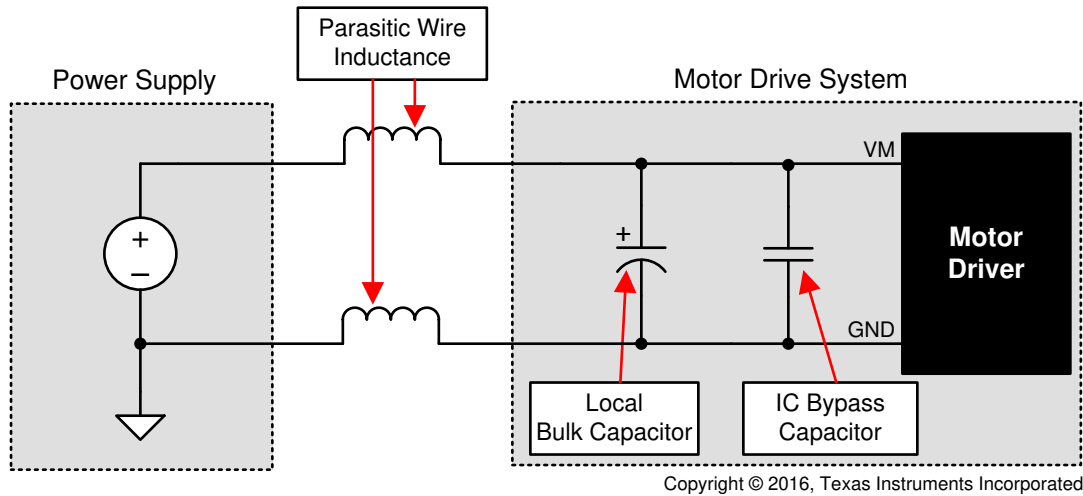 Parasitic Wire
Inductance
Power Supply
Motor Drive System
VM
+
–
+
Motor
Driver
GND
Local
Bulk Capacitor
IC Bypass
Capacitor
Copyright © 2016, Texas Instruments Incorporated